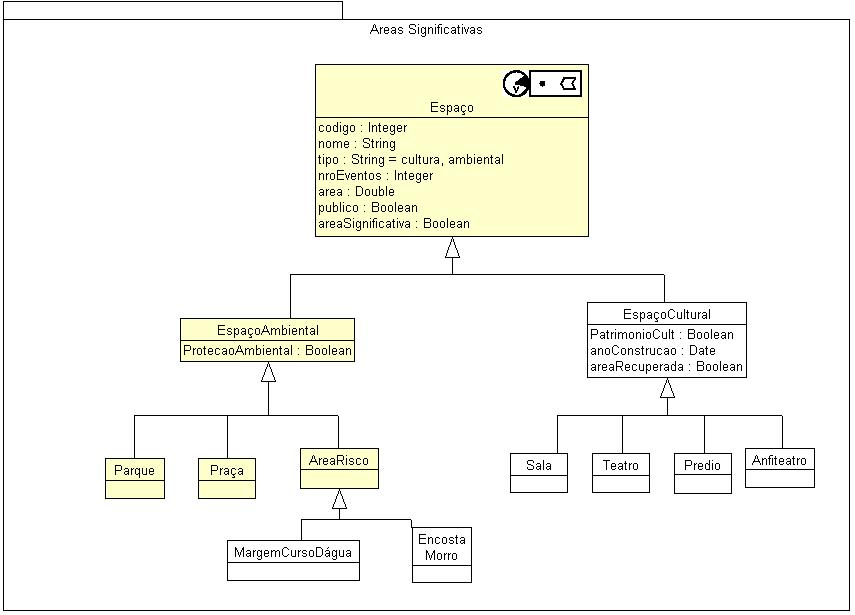 Areas Significativas
v
Espaço
codigo : Integer
nome : String
tipo : String = cultura, ambiental
nroEventos : Integer
area : Double
publico : Boolean
areaSignificativa : Boolean
EspaçoAmbiental
ProtecaoAmbiental : Boolean
EspaçoCultural
PatrimonioCult : Boolean
anoConstrucao : Date
areaRecuperada : Boolean
Parque
Praça
AreaRisco
Sala
Teatro
Predio
Anfiteatro
MargemCursoDágua
Encosta
Morro